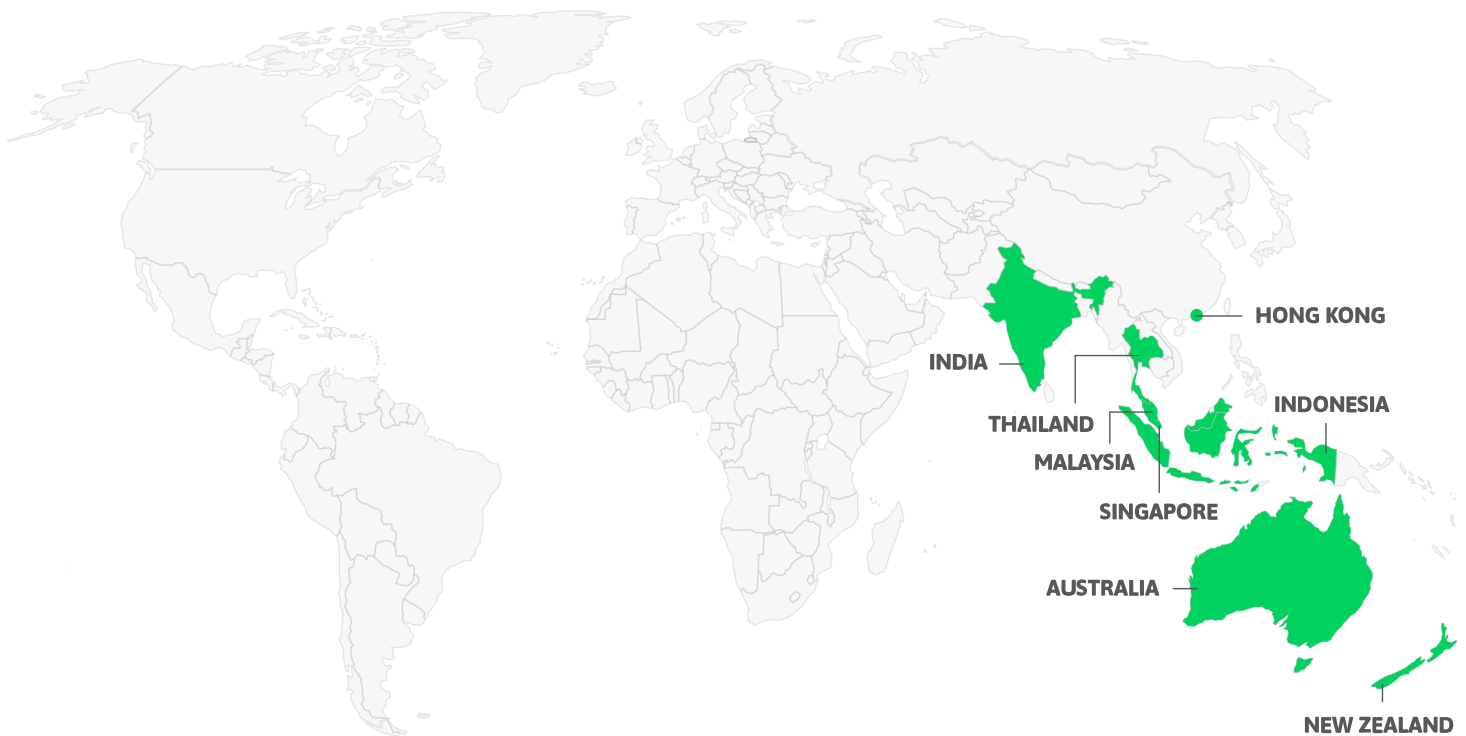 HONG KONG
INDIA
INDONESIA
THAILAND
MALAYSIA
SINGAPORE
AUSTRALIA
NEW ZEALAND